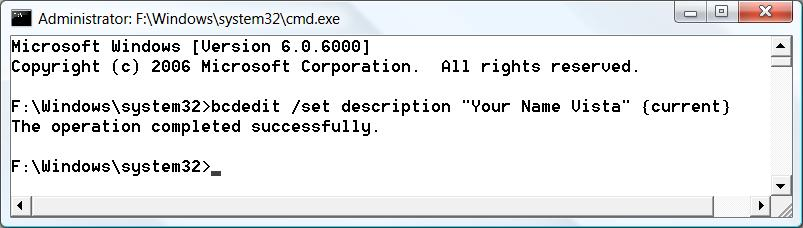 Administrator: F:\Windows\system32\cmd.exe
Microsoft Windows [Version 6.0.6000]
Copyright (c) 2006 Microsoft Corporation.  All rights reserved.
F:\Windows\system32>bcdedit /set description "Your Name Vista" {current}
The operation completed successfully.
F:\Windows\system32>_